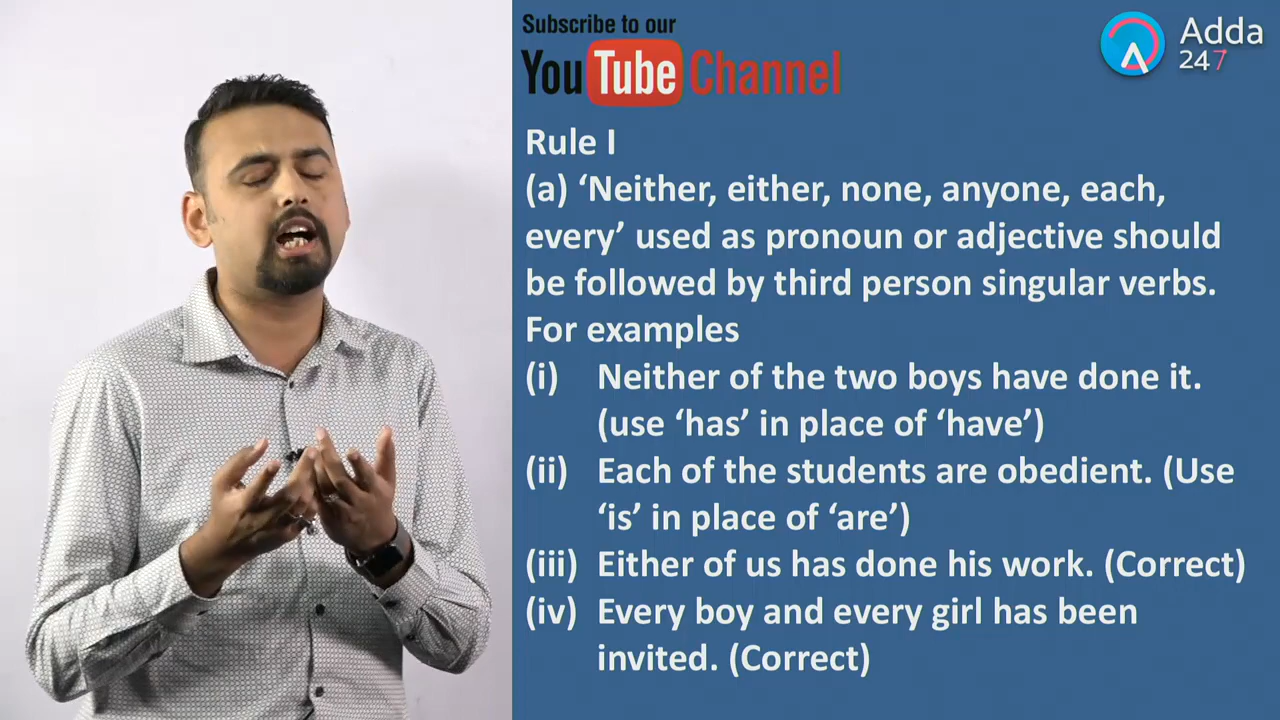 Subscribe to our
YouTube Channel
Adda
247
Rule I
(a) ‘Neither, either, none, anyone, each,
every’ used as pronoun or adjective should
be followed by third person singular verbs.
For examples
(i) Neither of the two boys have done it.
(use ‘has’ in place of ‘have’)
(ii) Each of the students are obedient. (Use
‘is’ in place of ‘are’)
(iii) Either of us has done his work. (Correct)
(iv) Every boy and every girl has been
invited. (Correct)